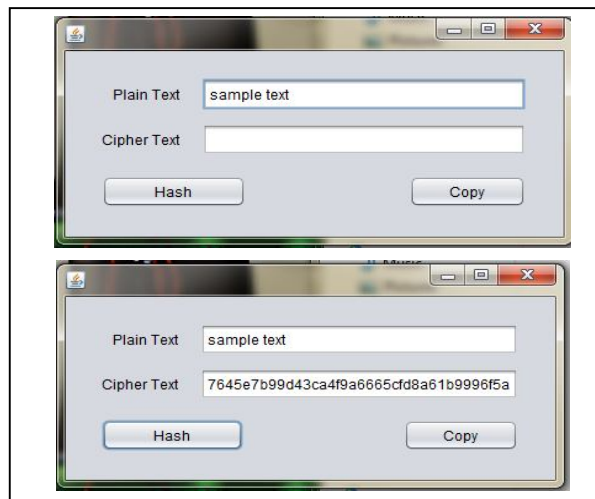 Plain Text sample text
Cipher Text
Hash Copy
Plain Text sample text
Cipher Text 7645e7b99d43ca4f9a6665cfd8a61b9996f5a
Hash Copy